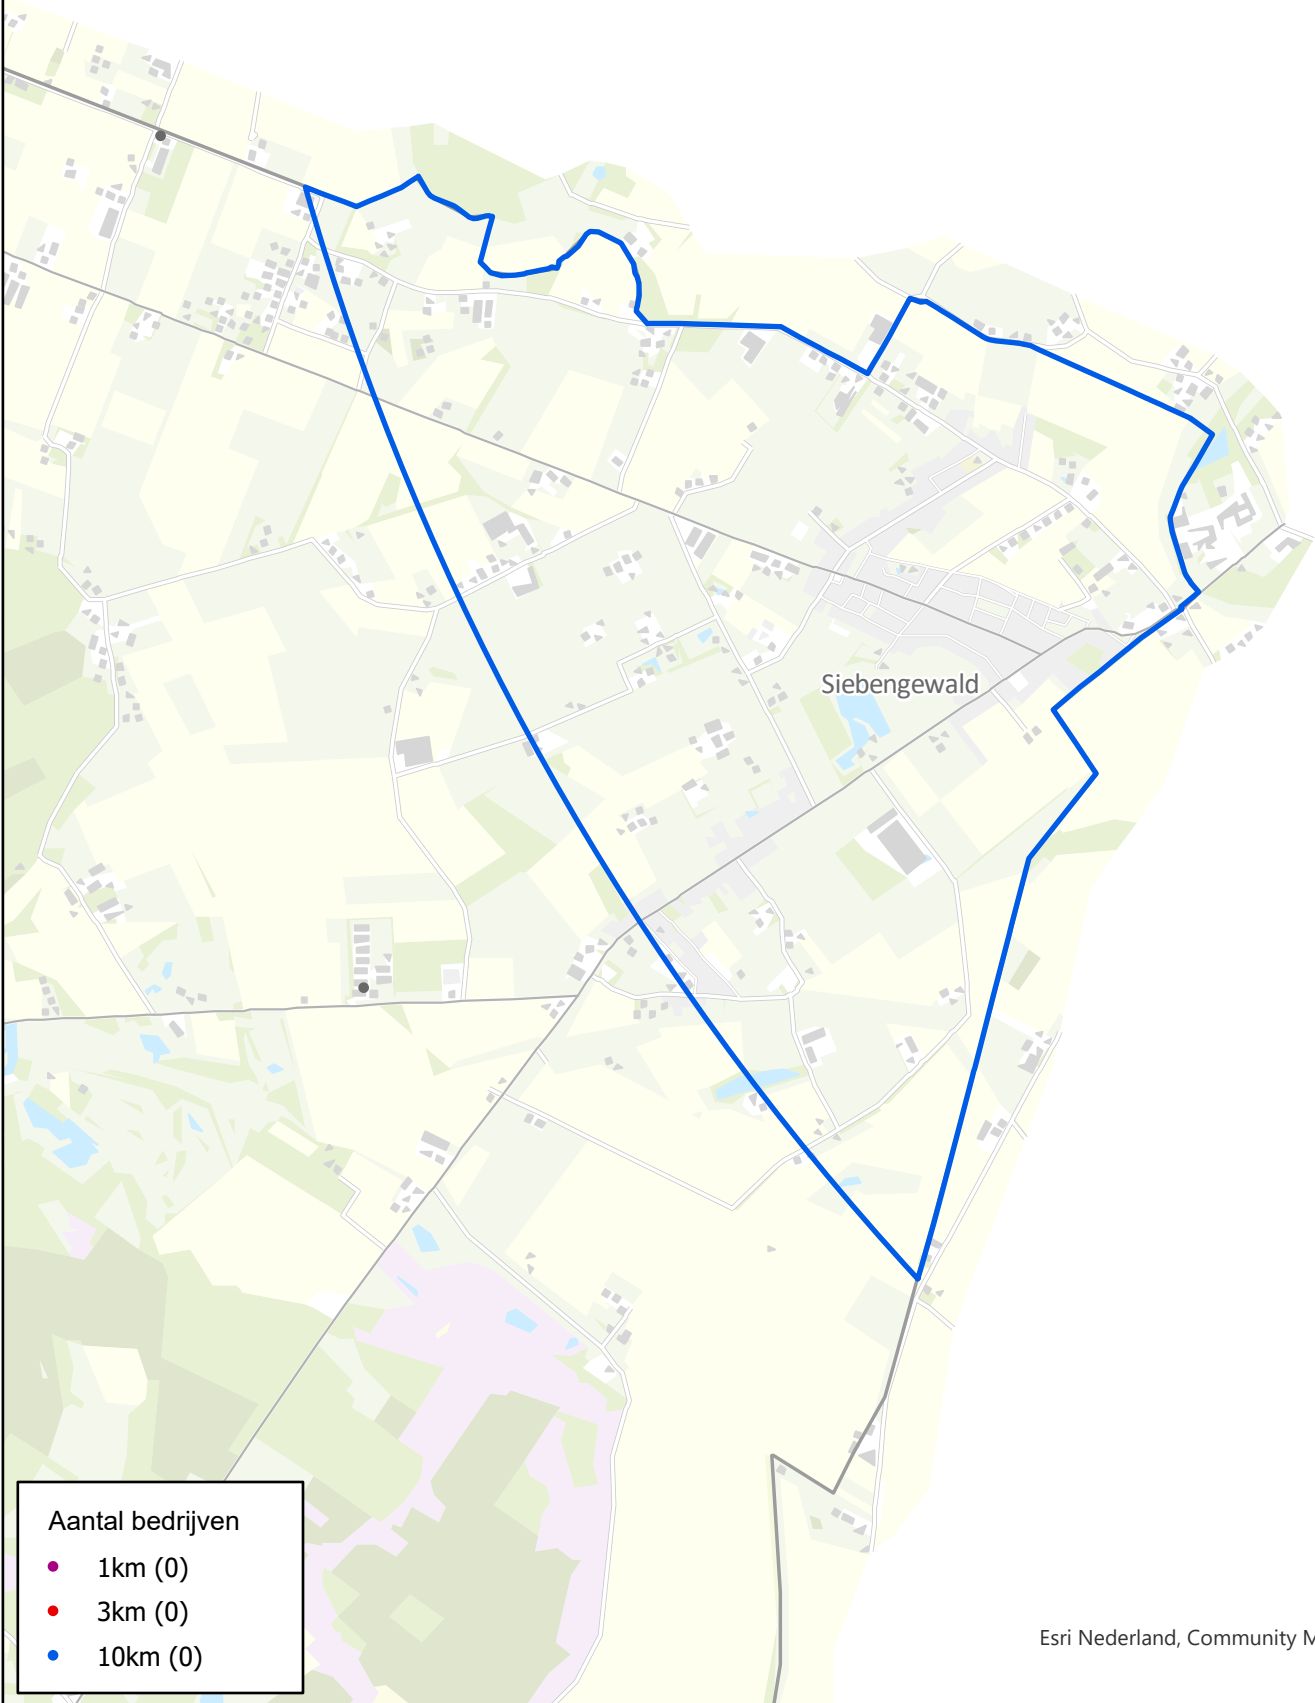 Siebengewald
Aantal bedrijven
1km (0)
3km (0)
10km (0)
Esri Nederland, Community M